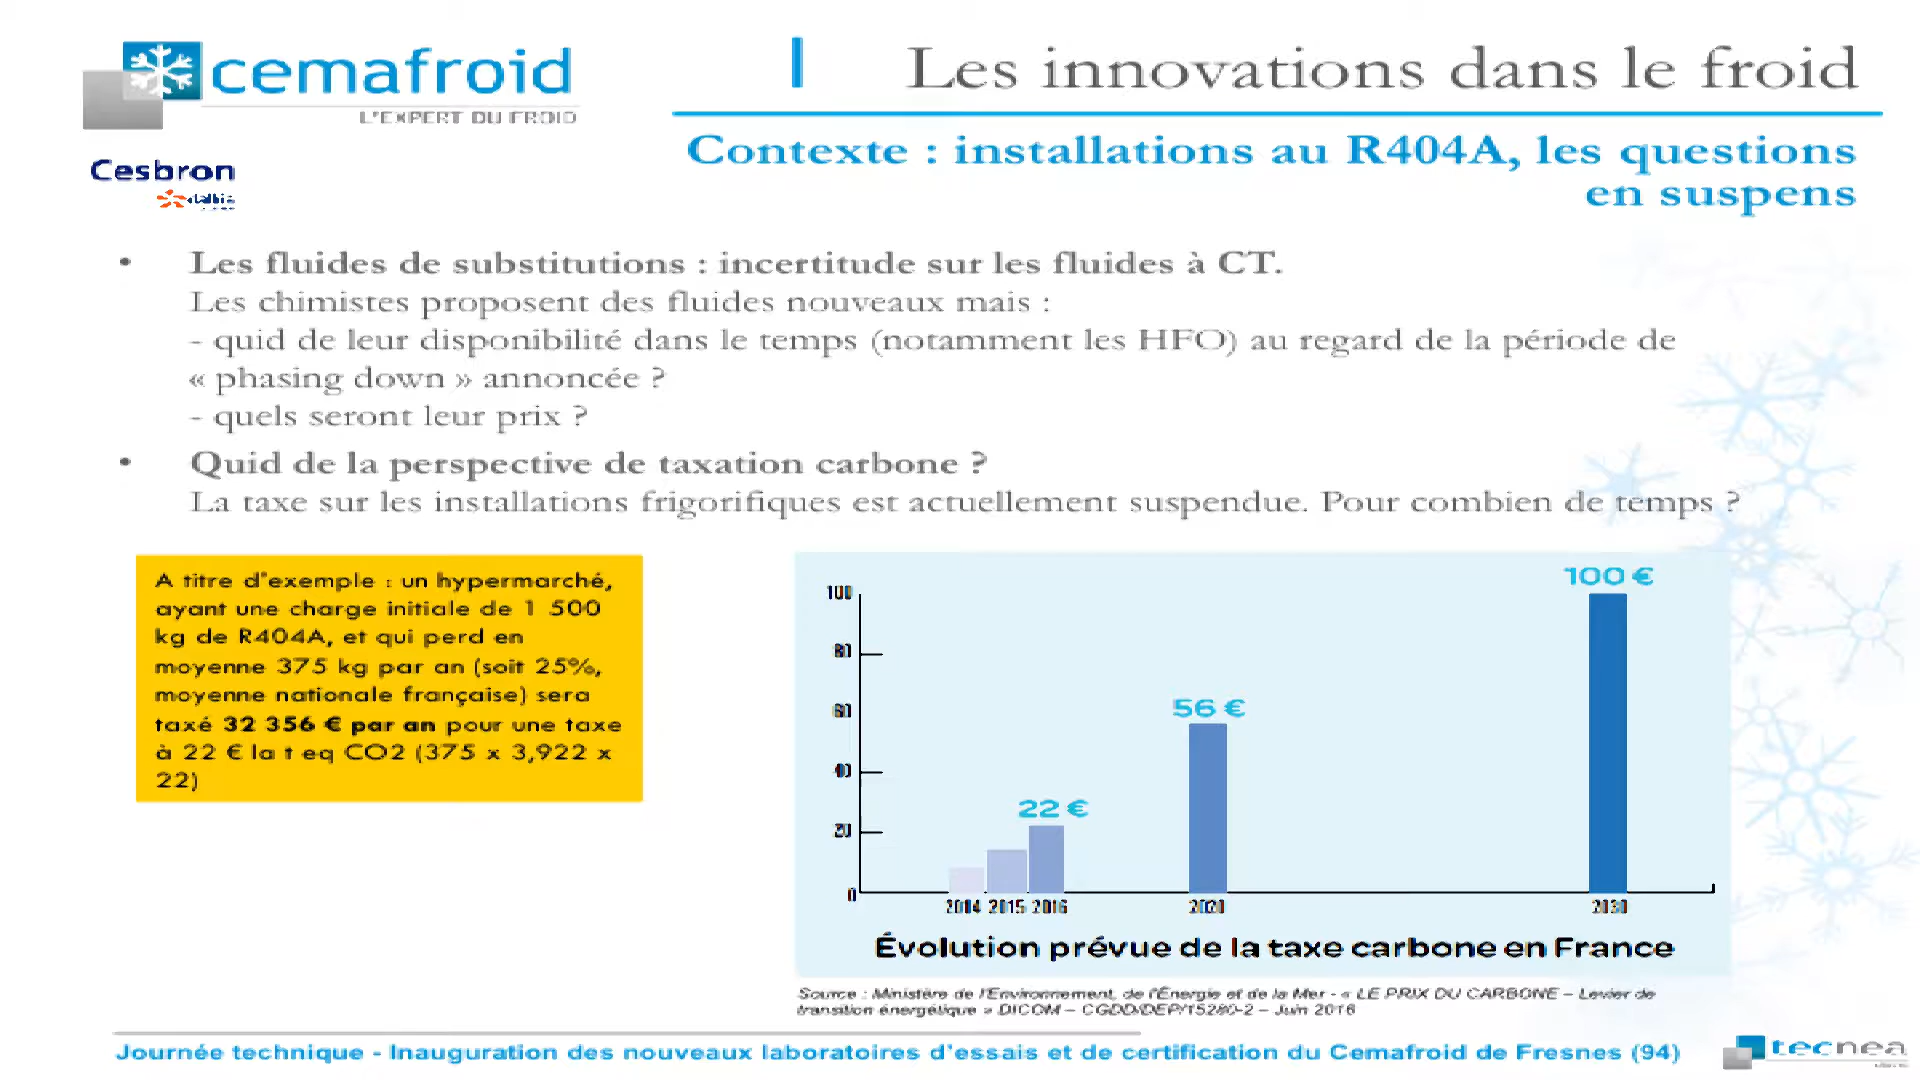 cemafroid
L'EXPERT DU FROID
Les innovations dans le froid
Cesbron
Contexte : installations au R404A, les questions
en suspens
• Les fluides de substitutions : incertitude sur les fluides à CT.
Les chimistes proposent des fluides nouveaux mais :
- quid de leur disponibilité dans le temps (notamment les HFO) au regard de la période de
« phasing down » annoncée ?
- quels seront leur prix ?
• Quid de la perspective de taxation carbone ?
La taxe sur les installations frigorifiques est actuellement suspendue. Pour combien de temps ?
A titre d'exemple : un hypermarché,
ayant une charge initiale de 1 500
kg de R404A, et qui perd en
moyenne 375 kg par an (soit 25%,
moyenne nationale française) sera
taxé 32 356 € par an pour une taxe
à 22 € la t eq CO2 (375 x 3,922 x
22)
100 €
100
80
60
56 €
40
22 €
20
0
2014 2015 2016 2020 2030
Évolution prévue de la taxe carbone en France
Source : Ministère de l'Environnement, de l'Énergie et de la Mer - « LE PRIX DU CARBONE – Levier de
transition énergétique » DICOM – CGDD/DEP/15280-2 – Juin 2016
Journée technique - Inauguration des nouveaux laboratoires d'essais et de certification du Cemafroid de Fresnes (94)
tecnea